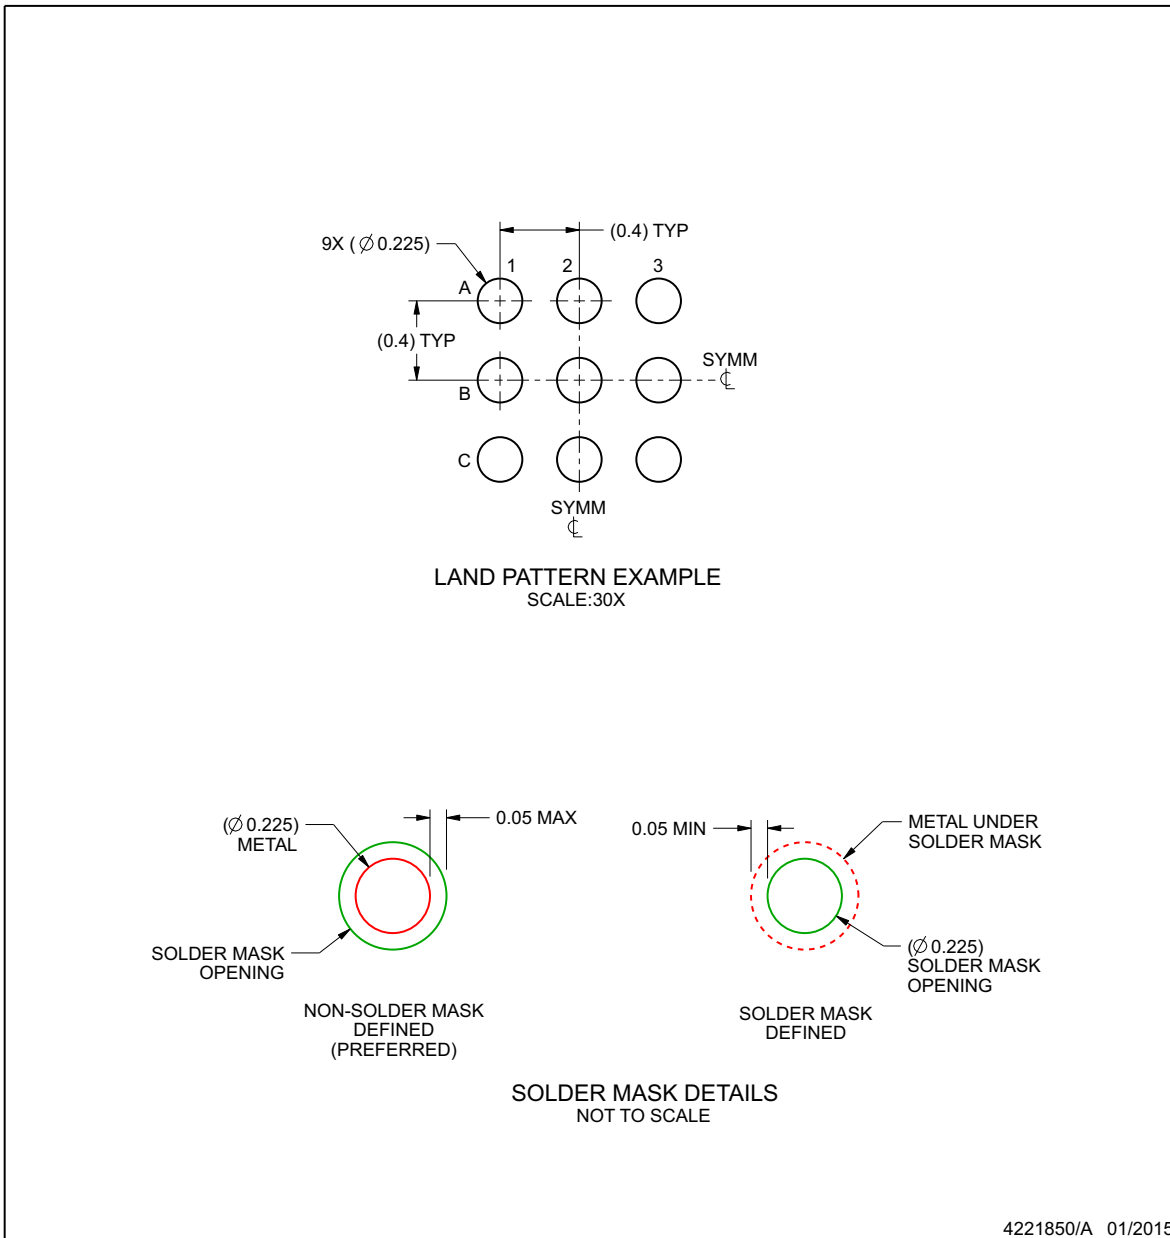 (0.4) TYP
9X (∅0.225)
1
2
3
A
(0.4) TYP
SYMM
℄
B
C
SYMM
℄
LAND PATTERN EXAMPLE
SCALE:30X
(∅0.225)
METAL
0.05 MAX
SOLDER MASK
OPENING
NON-SOLDER MASK
DEFINED
(PREFERRED)
0.05 MIN
METAL UNDER
SOLDER MASK
(∅0.225)
SOLDER MASK
OPENING
SOLDER MASK
DEFINED
SOLDER MASK DETAILS
NOT TO SCALE
4221850/A 01/2015